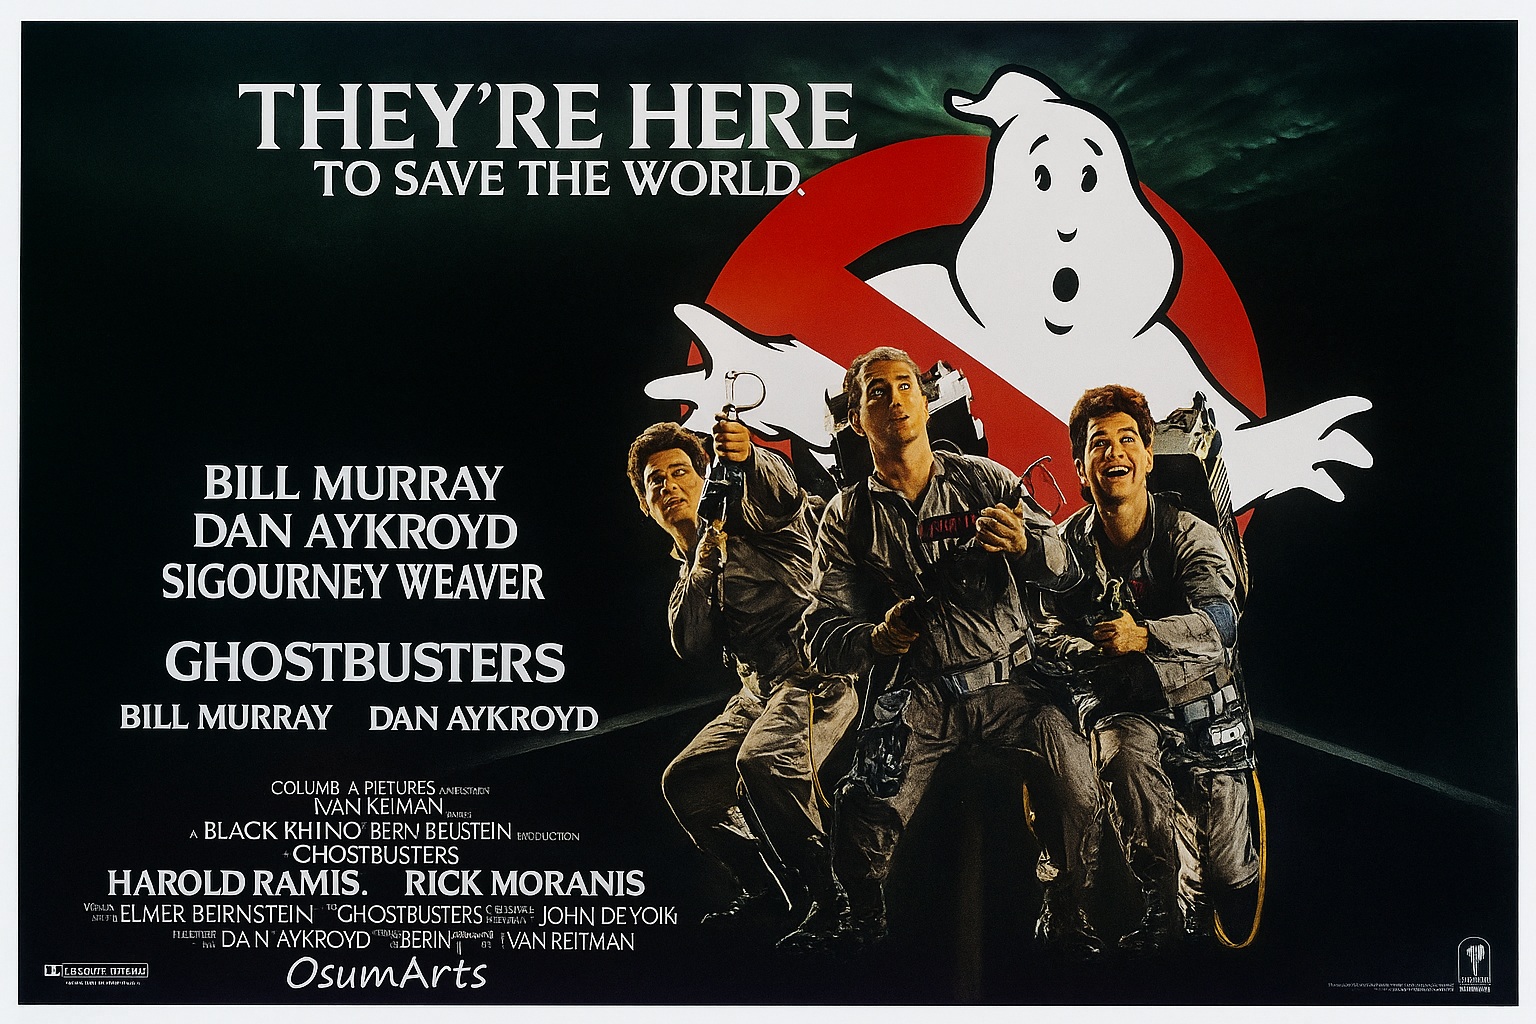 THEY'RE HERE
TO SAVE THE WORLD.
BILL MURRAY
DAN AYKROYD
SIGOURNEY WEAVER
GHOSTBUSTERS
BILL MURRAY DAN AYKROYD
COLUMB A PIETURES
IVAN KEIMAN
A BLACK KHINO BERN BEUSTEIN
CHOSTBUSTERS
HAROLD RAMIS. RICK MORANIS
ELMER BEIRNSTEIN GHOSTBUSTERS JOHN DE YOIK
DA N AYKROYD BERIN VAN REITMAN
OsumArts